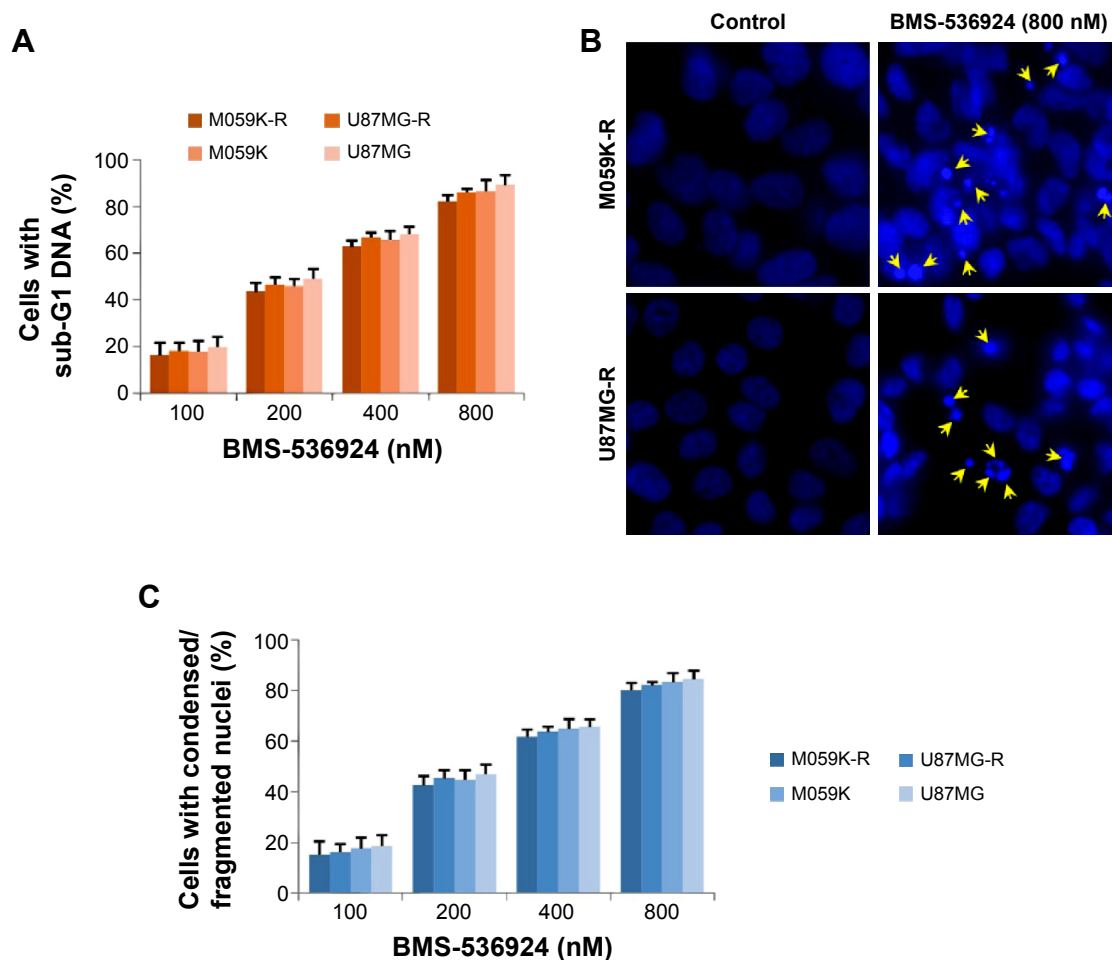 A
M059K-R
U87MG-R
M059K
U87MG
Cells with
sub-G1 DNA (%)
100
80
60
40
20
0
100
200
400
800
BMS-536924 (nM)
B
Control
BMS-536924 (800 nM)
M059K-R
U87MG-R
C
Cells with condensed/
fragmented nuclei (%)
100
80
60
40
20
0
100
200
400
800
BMS-536924 (nM)
M059K-R
U87MG-R
M059K
U87MG